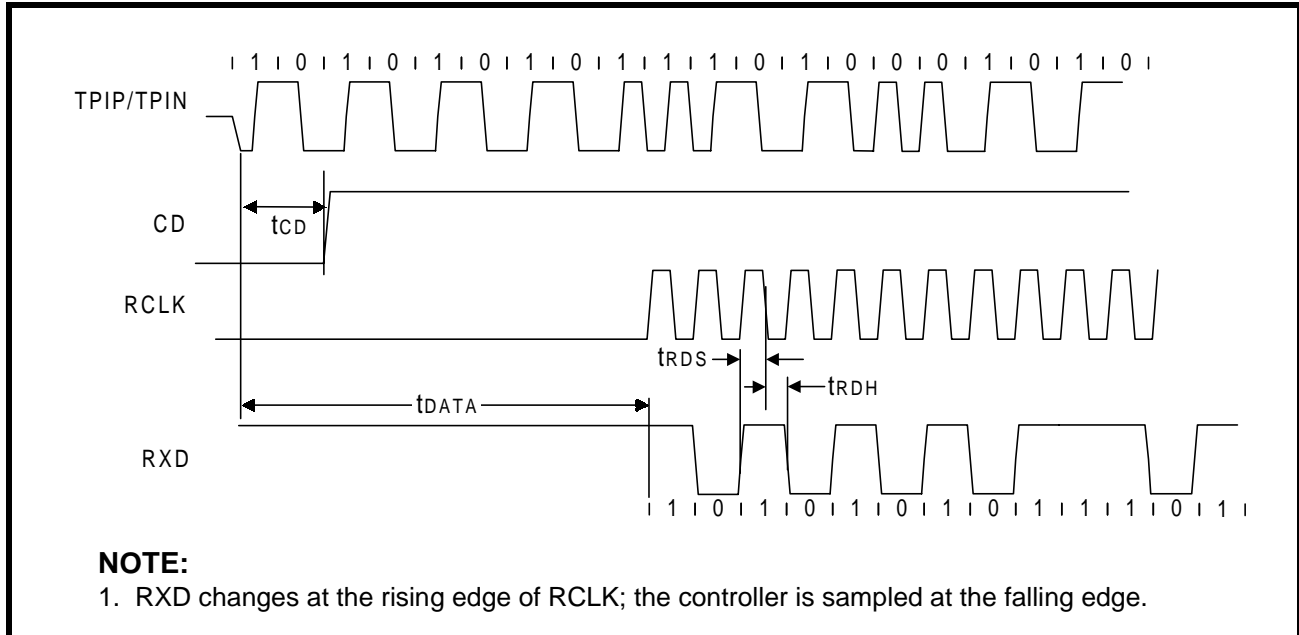 1 0 1 0 1 0 1 0 1 1 1 0 1 0 0 0 1 0 1 0
TPIP/TPIN
CD
tCD
RCLK
tRDS
tRDH
tDATA
RXD
1 0 1 0 1 0 1 0 1 1 1 0 1
NOTE:
1. RXD changes at the rising edge of RCLK; the controller is sampled at the falling edge.